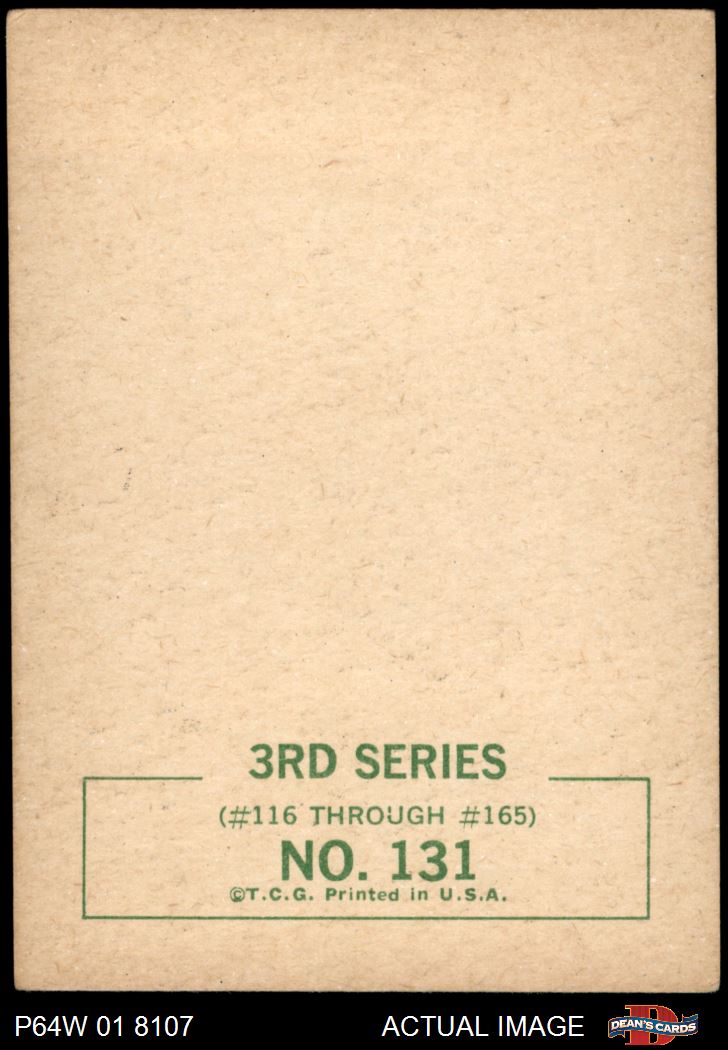 3RD SERIES
(#116 THROUGH #165)
NO. 131
©T.C.G. Printed in U.S.A.
P64W 01 8107
ACTUAL IMAGE
DEAN'S CARDS